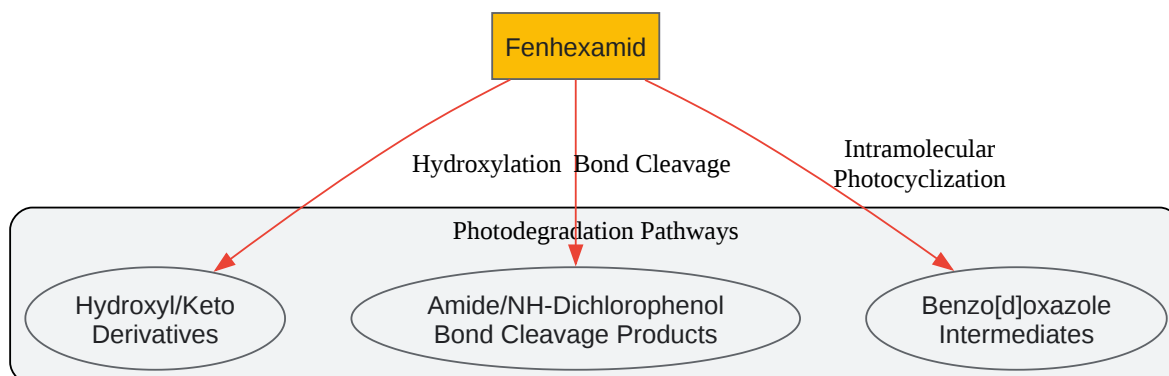 Fenhexamid
Hydroxylation
Bond Cleavage
Intramolecular
Photocyclization
Photodegradation Pathways
Hydroxyl/Keto
Derivatives
Amide/NH-Dichlorophenol
Bond Cleavage Products
Benzo[d]oxazole
Intermediates